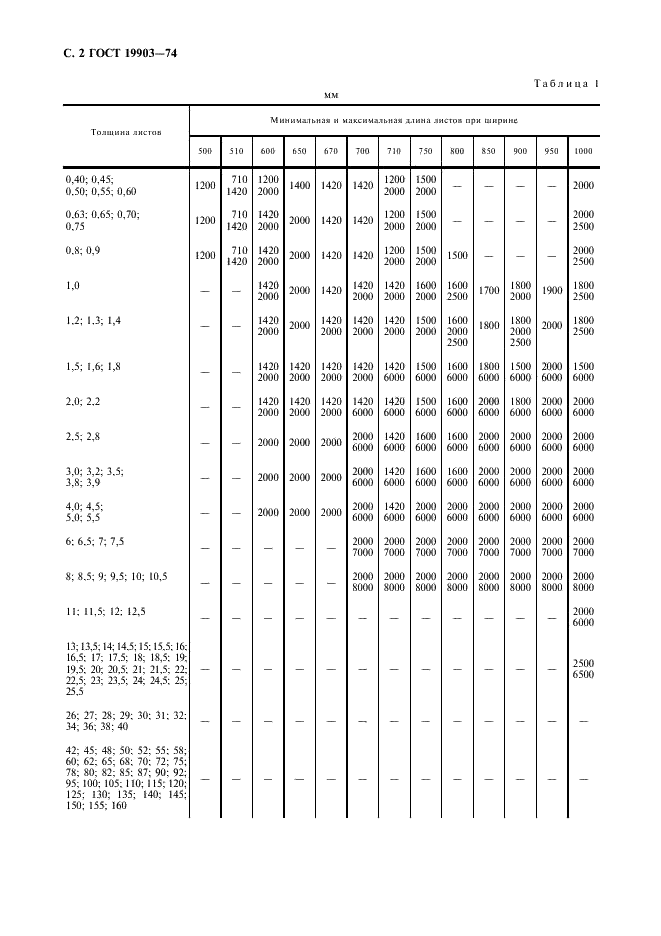 С. 2 ГОСТ 19903—74
Таблица 1
мм
Толщина листов
Минимальная и максимальная длина листов при ширине
500 510 600 650 670 700 710 750 800 850 900 950 1000
0,40; 0,45; 710 1200 1200 1500
1200 1400 1420 1420 — — — — 2000
0,50; 0,55; 0,60 1420 2000 2000 2000
0,63; 0,65; 0,70; 710 1420 1200 1500 2000
1200 2000 1420 1420 — — — —
0,75 1420 2000 2000 2000 2500
0,8; 0,9 710 1420 1200 1500 2000
1200 2000 1420 1420 1500 — — —
1420 2000 2000 2000 2500
1,0 1420 1420 1420 1600 1600 1800 1800
— — 2000 1420 1700 1900
2000 2000 2000 1600 2500 2000 2500
1,2; 1,3; 1,4 1420 1420 1420 1420 1500 1600 1800 1800
— — 2000 2000 1800 2000 2000
2000 2000 2000 2000 2000 2500 2500 2500
1,5; 1,6; 1,8 1420 1420 1420 1420 1420 1500 1600 1800 1500 2000 1500
— —
2000 2000 2000 2000 6000 6000 6000 6000 6000 6000 6000
2,0; 2,2 1420 1420 1420 1420 1420 1500 1600 2000 1800 2000 2000
— —
2000 2000 2000 6000 6000 6000 6000 6000 6000 6000 6000
2,5; 2,8 2000 1420 1600 1600 2000 2000 2000 2000
— — 2000 2000 2000
6000 6000 6000 6000 6000 6000 6000 6000
3,0; 3,2; 3,5; 2000 1420 1600 1600 2000 2000 2000 2000
— — 2000 2000 2000
3,8; 3,9 6000 6000 6000 6000 6000 6000 6000 6000
4,0; 4,5; 2000 1420 2000 2000 2000 2000 2000 2000
— — 2000 2000 2000
5,0; 5,5 6000 6000 6000 6000 6000 6000 6000 6000
6; 6,5; 7; 7,5 2000 2000 2000 2000 2000 2000 2000 2000
— — — — —
7000 7000 7000 7000 7000 7000 7000 7000
8; 8,5; 9; 9,5; 10; 10,5 2000 2000 2000 2000 2000 2000 2000 2000
— — — — —
8000 8000 8000 8000 8000 8000 8000 8000
11; 11,5; 12; 12,5 2000
— — — — — — — — — — — —
6000
13; 13,5; 14; 14,5; 15; 15,5; 16;
16,5; 17; 17,5; 18; 18,5; 19; 2500
19,5; 20; 20,5; 21; 21,5; 22; — — — — — — — — — — — —
22,5; 23; 23,5; 24; 24,5; 25; 6500
25,5
26; 27; 28; 29; 30; 31; 32;
— — — — — — — — — — — — —
34; 36; 38; 40
42; 45; 48; 50; 52; 55; 58;
60; 62; 65; 68; 70; 72; 75;
78; 80; 82; 85; 87; 90; 92; — — — — — — — — — — — — —
95; 100; 105; 110; 115; 120;
125; 130; 135; 140; 145;
150; 155; 160